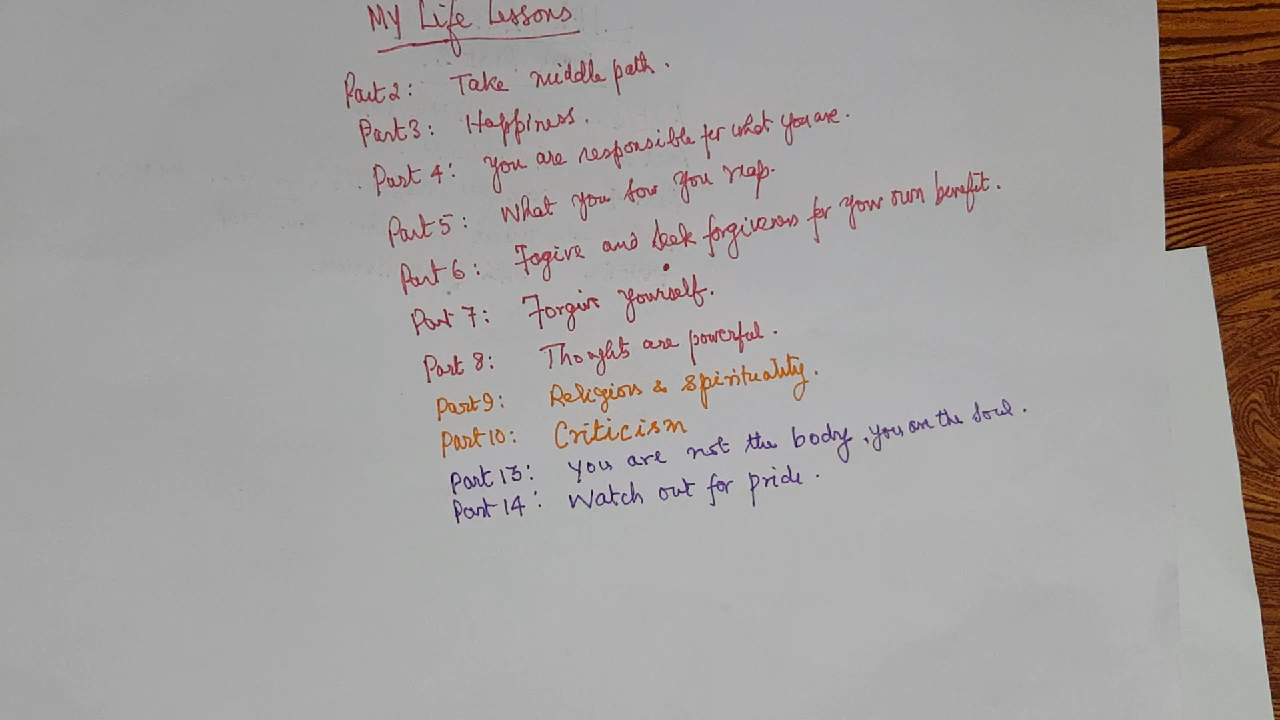 My Life Lessons
Part 2: Take middle path.
Part 3: Happiness.
Part 4: You are responsible for what you are.
Part 5: What you sow you reap.
Part 6: Fogive and seek forgiveness for your own benefit.
Part 7: Forgive yourself.
Part 8: Thoughts are powerful.
Part 9: Religion & spirituality.
Part 10: Criticism
Part 13: You are not the body, you are the soul.
Part 14: Watch out for pride.